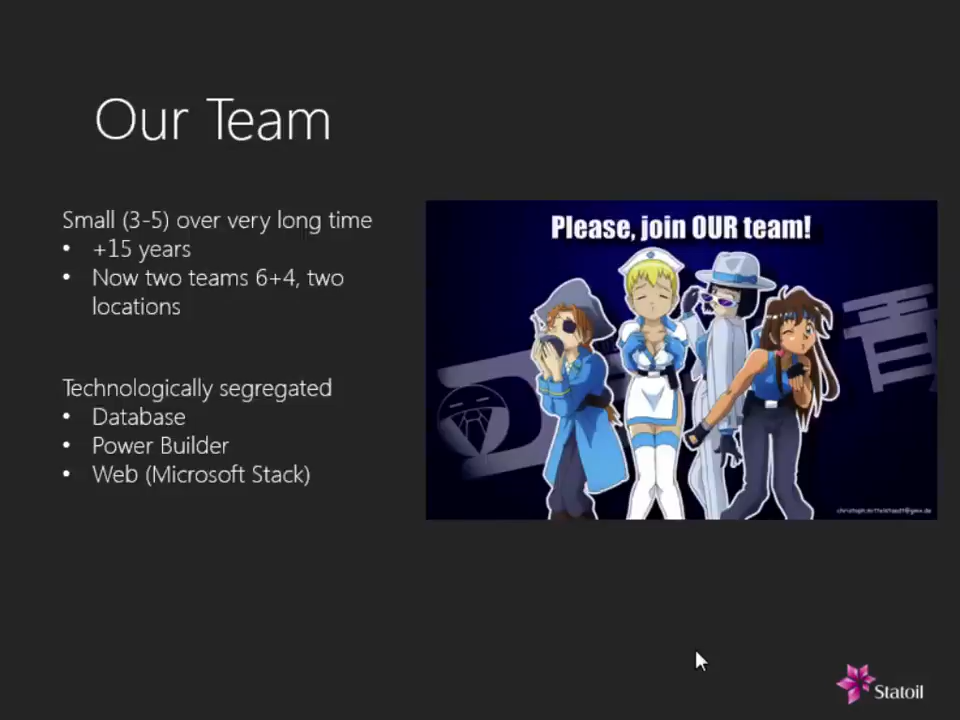 Our Team
Small (3-5) over very long time
• +15 years
• Now two teams 6+4, two
locations
Technologically segregated
• Database
• Power Builder
• Web (Microsoft Stack)
Please, join OUR team!
青
Statoil